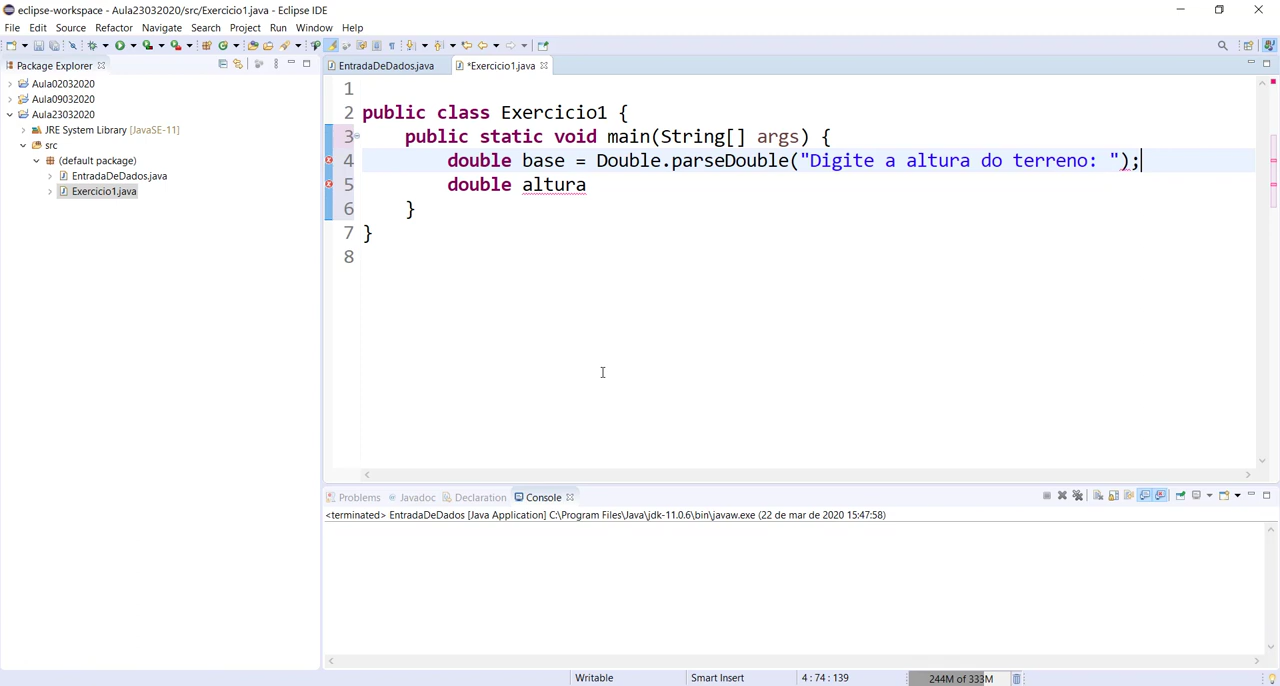 eclipse-workspace - Aula23032020/src/Exercicio1.java - Eclipse IDE
File Edit Source Refactor Navigate Search Project Run Window Help
Package Explorer
EntradaDeDados.java
*Exercicio1.java
Aula02032020
Aula09032020
Aula23032020
JRE System Library [JavaSE-11]
src
(default package)
EntradaDeDados.java
Exercicio1.java
1
2 public class Exercicio1 {
3 public static void main(String[] args) {
4 double base = Double.parseDouble("Digite a altura do terreno: ");
5 double altura
6 }
7 }
8
Problems Javadoc Declaration Console
<terminated> EntradaDeDados [Java Application] C:\Program Files\Java\jdk-11.0.6\bin\javaw.exe (22 de mar de 2020 15:47:58)
Writable Smart Insert 4 : 74 : 139 244M of 333M